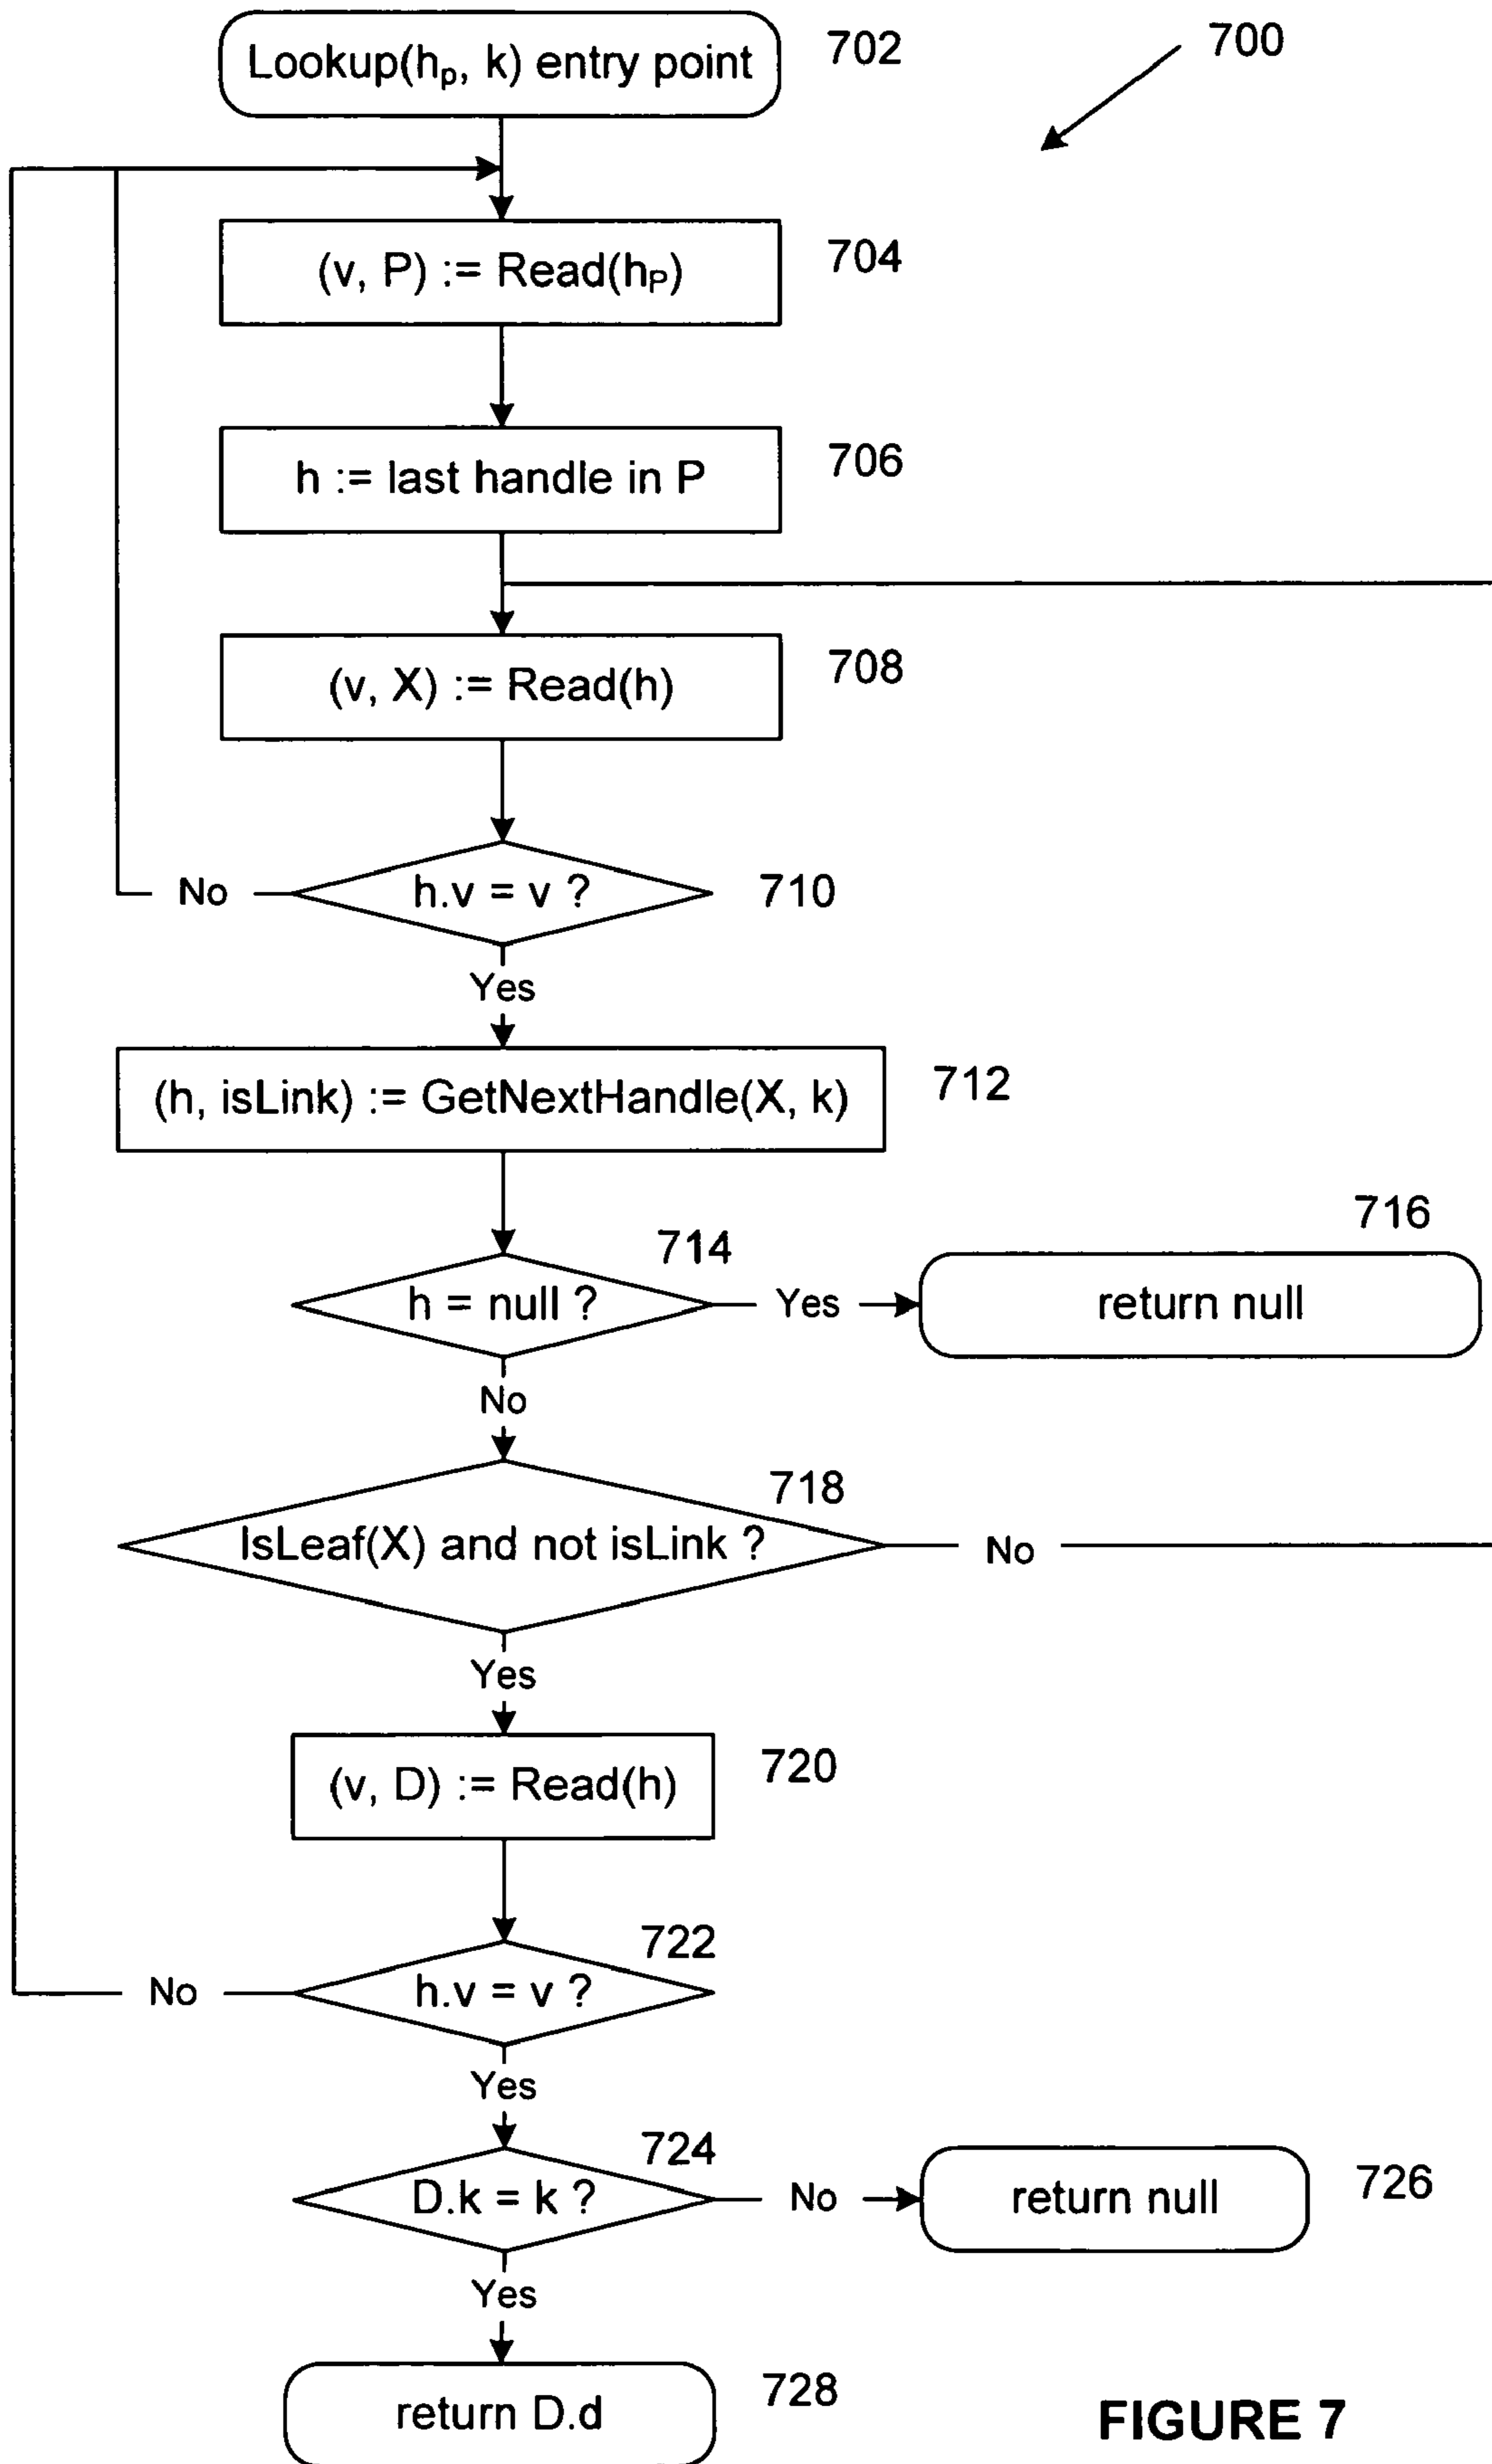 Lookup(hp, k) entry point
702
700
(v, P) := Read(hP)
704
h := last handle in P
706
(v, X) := Read(h)
708
h.v = v ?
710
No
Yes
(h, isLink) := GetNextHandle(X, k)
712
h = null ?
714
Yes
return null
716
No
IsLeaf(X) and not isLink ?
718
No
Yes
(v, D) := Read(h)
720
h.v = v ?
722
No
Yes
D.k = k ?
724
No
return null
726
Yes
return D.d
728
FIGURE 7